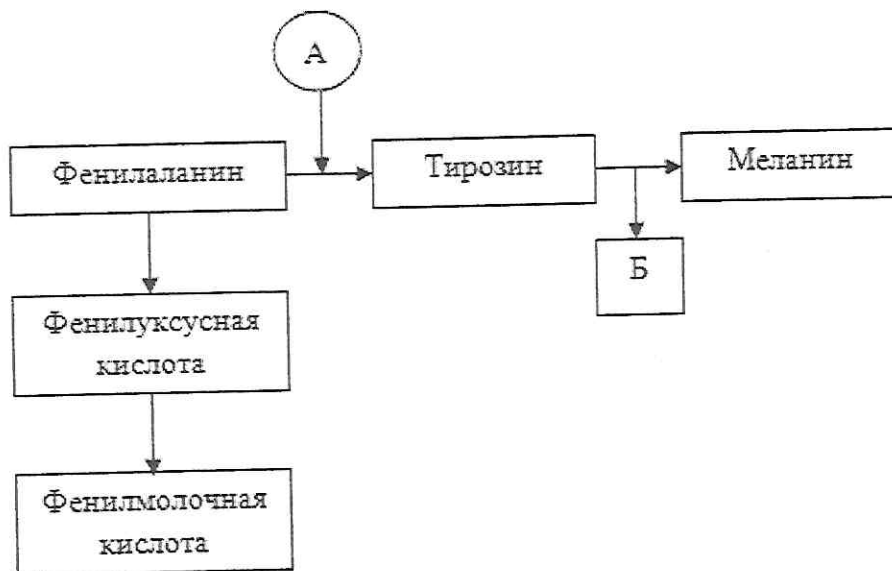 А
Фенилаланин
Тирозин
Меланин
Б
Фенилуксусная
кислота
Фенилмолочная
кислота